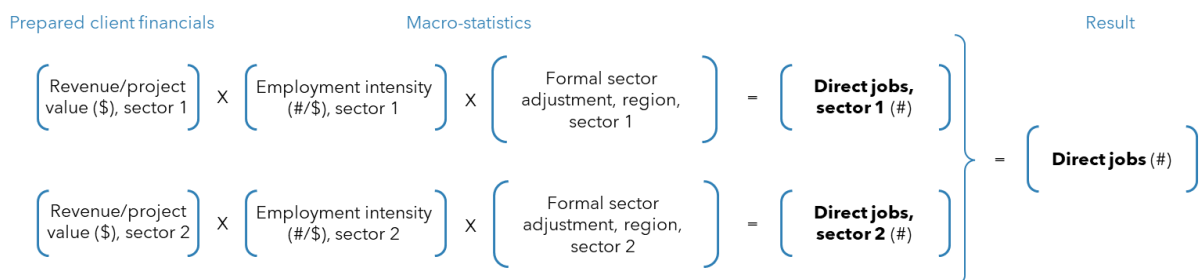 Prepared client financials
Macro-statistics
Result
Revenue/project
value ($), sector 1
X
Employment intensity
(#/$), sector 1
X
Formal sector
adjustment, region,
sector 1
=
Direct jobs,
sector 1 (#)
=
Direct jobs (#)
Revenue/project
value ($), sector 2
X
Employment intensity
(#/$), sector 2
X
Formal sector
adjustment, region,
sector 2
=
Direct jobs,
sector 2 (#)